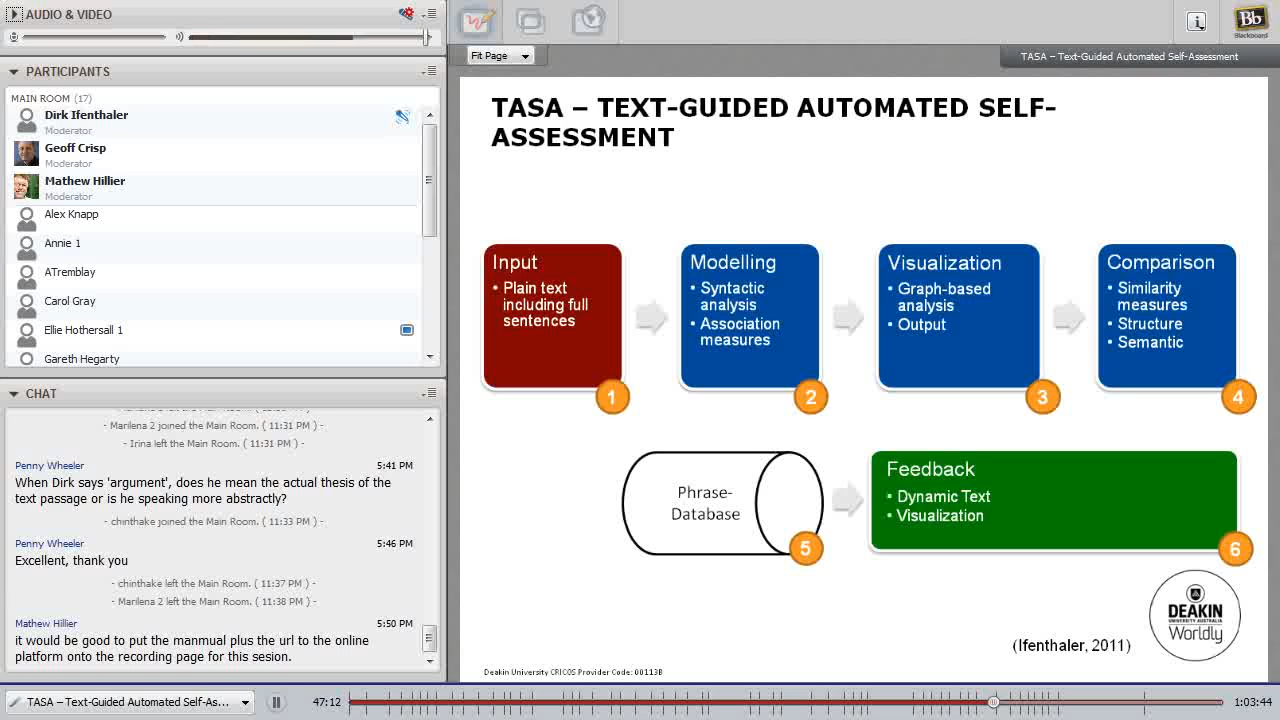 AUDIO & VIDEO
PARTICIPANTS
MAIN ROOM (17)
Dirk Ifenthaler
Moderator
Geoff Crisp
Moderator
Mathew Hillier
Moderator
Alex Knapp
Annie 1
ATremblay
Carol Gray
Ellie Hothersall 1
Gareth Hegarty
CHAT
- Marilena 2 joined the Main Room. ( 11:31 PM ) -
- Irina left the Main Room. ( 11:31 PM ) -
Penny Wheeler 5:41 PM
When Dirk says 'argument', does he mean the actual thesis of the
text passage or is he speaking more abstrctly?
- chinthake joined the Main Room. ( 11:33 PM ) -
Penny Wheeler 5:46 PM
Excellent, thank you
- chinthake left the Main Room. ( 11:37 PM ) -
- Marilena 2 left the Main Room. ( 11:38 PM ) -
Mathew Hillier 5:50 PM
it would be good to put the manmual plus the url to the online
platform onto the recording page for this sesion.
Bb
Blackboard
Fit Page
TASA – Text-Guided Automated Self-Assessment
TASA – TEXT-GUIDED AUTOMATED SELF-
ASSESSMENT
Input
• Plain text
including full
sentences
1
Modelling
• Syntactic
analysis
• Association
measures
2
Visualization
• Graph-based
analysis
• Output
3
Comparison
• Similarity
measures
• Structure
• Semantic
4
Phrase-
Database
5
Feedback
• Dynamic Text
• Visualization
6
(Ifenthaler, 2011)
DEAKIN
UNIVERSITY AUSTRALIA
Worldly
Deakin University CRICOS Provider Code: 00113B
TASA – Text-Guided Automated Self-As...
47:12
1:03:44